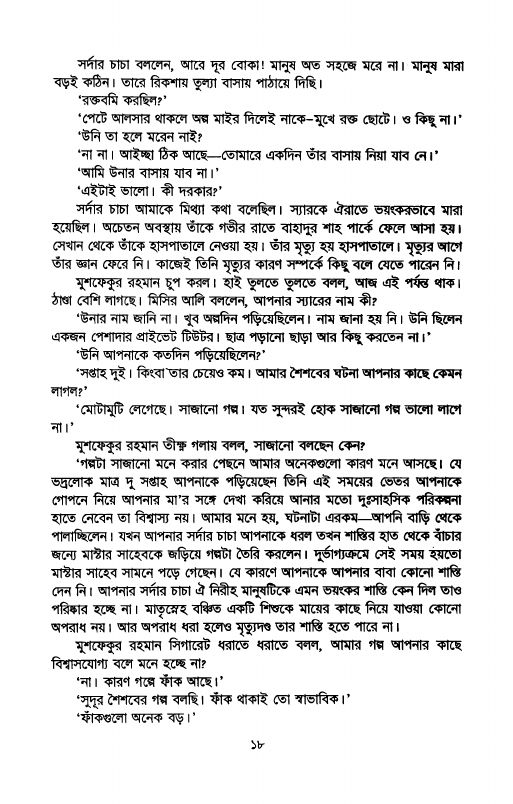 সর্দার চাচা বললেন, আরে দূর বোকা! মানুষ অত সহজে মরে না। মানুষ মারা
বড়ই কঠিন। তারে রিকশায় তুল্যা বাসায় পাঠায়ে দিছি।
‘রক্তবমি করছিল?’
‘পেটে আলসার থাকলে অল্প মাইর দিলেই নাকে-মুখে রক্ত ছোটে। ও কিছু না।’
‘উনি তা হলে মরেন নাই?
‘না না। আইচ্ছা ঠিক আছে—তোমারে একদিন তাঁর বাসায় নিয়া যাব নে।’
‘আমি উনার বাসায় যাব না।’
‘এইটাই ভালো। কী দরকার?’
সর্দার চাচা আমাকে মিথ্যা কথা বলেছিল। স্যারকে ঐরাতে ভয়ংকরভাবে মারা
হয়েছিল। অচেতন অবস্থায় তাঁকে গভীর রাতে বাহাদুর শাহ পার্কে ফেলে আসা হয়।
সেখান থেকে তাঁকে হাসপাতালে নেওয়া হয়। তাঁর মৃত্যু হয় হাসপাতালে। মৃত্যুর আগে
তাঁর জ্ঞান ফেরে নি। কাজেই তিনি মৃত্যুর কারণ সম্পর্কে কিছু বলে যেতে পারেন নি।
মুশফেকুর রহমান চুপ করল। হাই তুলতে তুলতে বলল, আজ এই পর্যন্ত থাক।
ঠাণ্ডা বেশি লাগছে। মিসির আলি বললেন, আপনার স্যারের নাম কী?
‘উনার নাম জানি না। খুব অল্পদিন পড়িয়েছিলেন। নাম জানা হয় নি। উনি ছিলেন
একজন পেশাদার প্রাইভেট টিউটর। ছাত্র পড়ানো ছাড়া আর কিছু করতেন না।’
‘উনি আপনাকে কতদিন পড়িয়েছিলেন?’
‘সপ্তাহ দুই। কিংবা তার চেয়েও কম। আমার শৈশবের ঘটনা আপনার কাছে কেমন
লাগল?’
‘মোটামুটি লেগেছে। সাজানো গল্প। যত সুন্দরই হোক সাজানো গল্প ভালো লাগে
না।’
মুশফেকুর রহমান তীক্ষ্ণ গলায় বলল, সাজানো বলছেন কেন?
‘গল্পটা সাজানো মনে করার পেছনে আমার অনেকগুলো কারণ মনে আসছে। যে
ভদ্রলোক মাত্র দু সপ্তাহ আপনাকে পড়িয়েছেন তিনি এই সময়ের ভেতর আপনাকে
গোপনে নিয়ে আপনার মা’র সঙ্গে দেখা করিয়ে আনার মতো দুঃসাহসিক পরিকল্পনা
হাতে নেবেন তা বিশ্বাস্য নয়। আমার মনে হয়, ঘটনাটা এরকম—আপনি বাড়ি থেকে
পালাচ্ছিলেন। যখন আপনার সর্দার চাচা আপনাকে ধরল তখন শাস্তির হাত থেকে বাঁচার
জন্যে মাস্টার সাহেবকে জড়িয়ে গল্পটা তৈরি করলেন। দুর্ভাগ্যক্রমে সেই সময় হয়তো
মাস্টার সাহেব সামনে পড়ে গেছেন। যে কারণে আপনাকে আপনার বাবা কোনো শাস্তি
দেন নি। আপনার সর্দার চাচা ঐ নিরীহ মানুষটিকে এমন ভয়ংকর শাস্তি কেন দিল তাও
পরিষ্কার হচ্ছে না। মাতৃস্নেহ বঞ্চিত একটি শিশুকে মায়ের কাছে নিয়ে যাওয়া কোনো
অপরাধ নয়। আর অপরাধ ধরা হলেও মৃত্যুদণ্ড তার শাস্তি হতে পারে না।
মুশফেকুর রহমান সিগারেট ধরাতে ধরাতে বলল, আমার গল্প আপনার কাছে
বিশ্বাসযোগ্য বলে মনে হচ্ছে না?
‘না। কারণ গল্পে ফাঁক আছে।’
‘সুদূর শৈশবের গল্প বলছি। ফাঁক থাকাই তো স্বাভাবিক।’
‘ফাঁকগুলো অনেক বড়।’
১৮